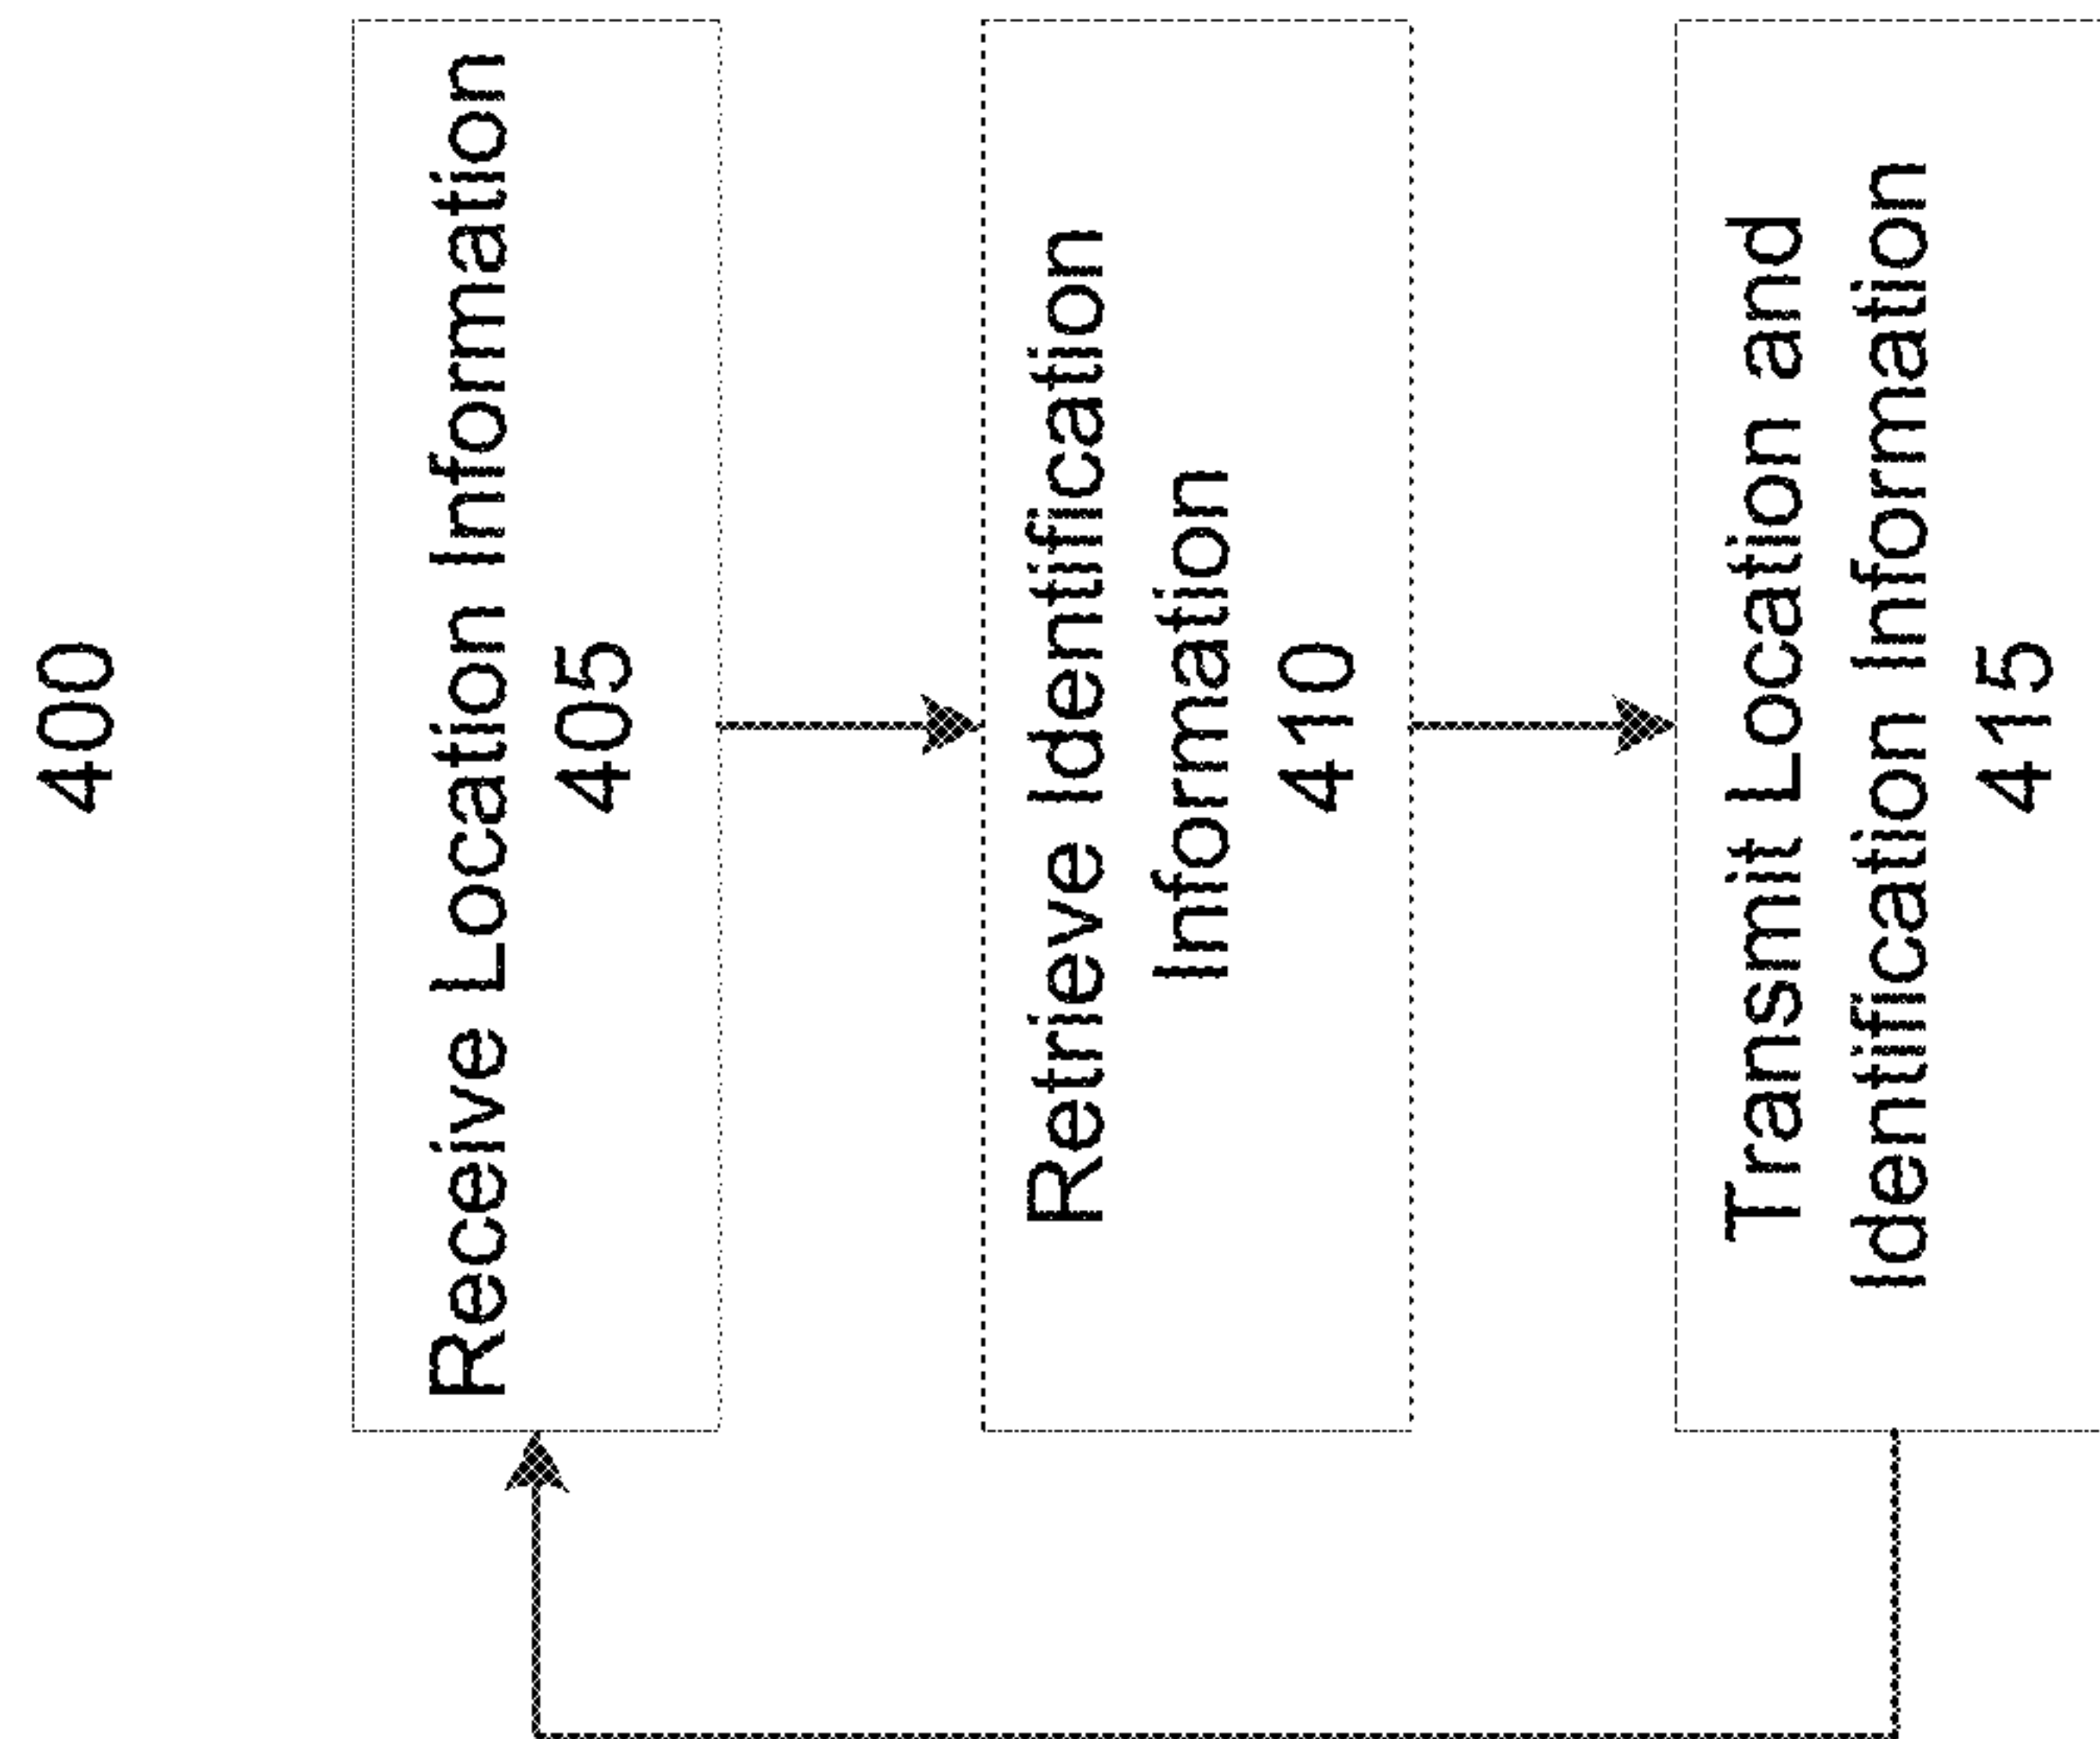 400
Receive Location Information
405
Retrieve Identification
Information
410
Transmit Location and
Identification Information
415